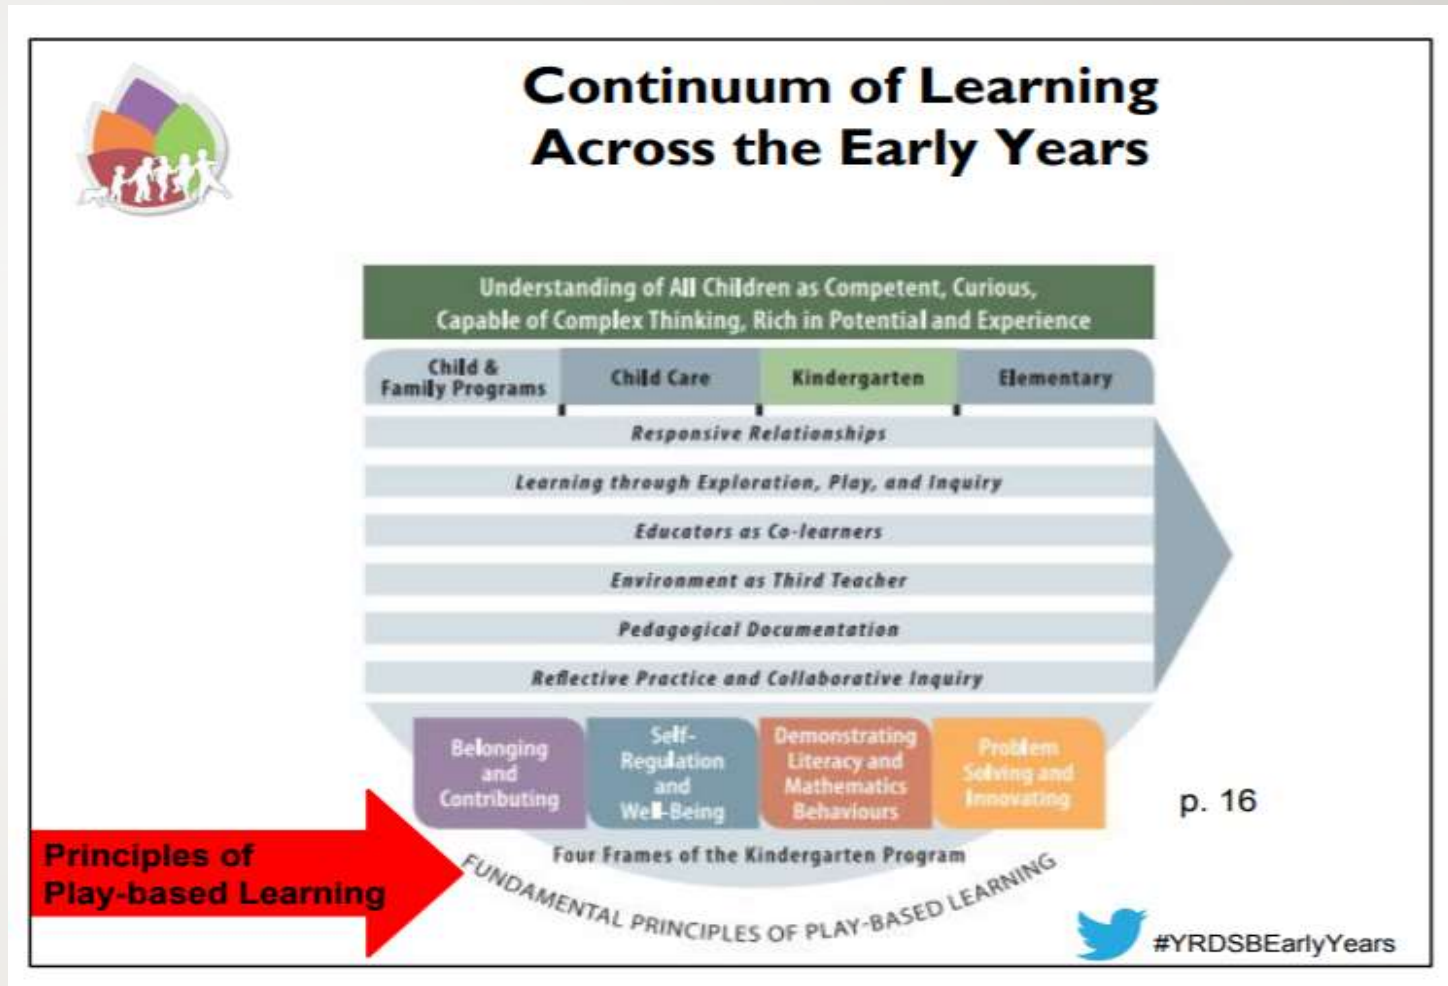 Continuum of Learning
Across the Early Years
Understanding of All Children as Competent, Curious,
Capable of Complex Thinking, Rich in Potential and Experience
Child &
Family Programs
Child Care
Kindergarten
Elementary
Responsive Relationships
Learning through Exploration, Play, and Inquiry
Educators as Co-learners
Environment as Third Teacher
Pedagogical Documentation
Reflective Practice and Collaborative Inquiry
Belonging
and
Contributing
Self-
Regulation
and
Well-Being
Demonstrating
Literacy and
Mathematics
Behaviours
Problem
Solving and
Innovating
p. 16
Four Frames of the Kindergarten Program
Principles of
Play-based Learning
FUNDAMENTAL PRINCIPLES OF PLAY-BASED LEARNING
#YRDSBEarlyYears